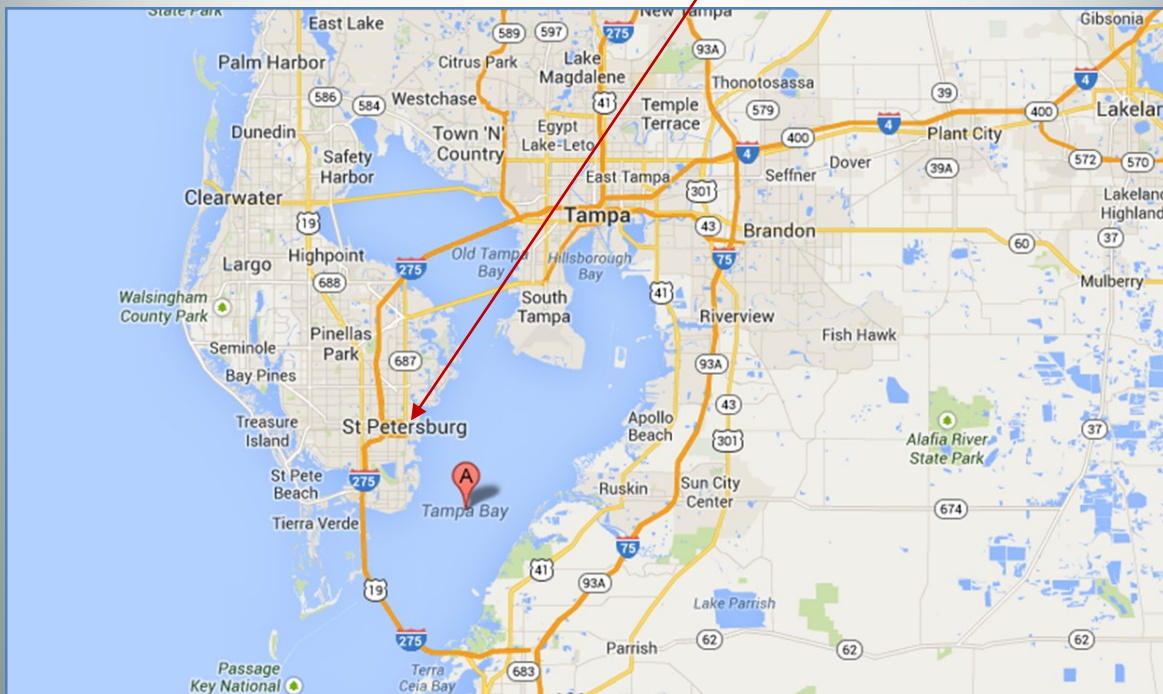 State Park
East Lake
589
597
275
New Tampa
Gibsonia
Palm Harbor
Citrus Park
Lake
Magdalene
93A
Thonotosassa
4
586
584
Westchase
41
Temple
Terrace
579
39
400
Lakelan
Dunedin
Town 'N'
Country
Egypt
Lake-Leto
4
400
4
Plant City
Safety
Harbor
East Tampa
301
Seffner
Dover
39A
572
570
Clearwater
19
Tampa
43
Brandon
Lakeland
Highland
37
60
Highpoint
275
Old Tampa
Bay
Hillsborough
Bay
75
Largo
688
41
Mulberry
Walsingham
County Park
South
Tampa
Riverview
Fish Hawk
Pinellas
Park
Seminole
687
93A
Bay Pines
43
Treasure
Island
St Petersburg
Apollo
Beach
301
Alafia River
State Park
37
St Pete
Beach
275
A
Ruskin
Sun City
Center
Tierra Verde
Tampa Bay
674
75
41
93A
19
Lake Parrish
275
62
62
62
Parrish
Passage
Key National
Terra
Ceia Bay
683